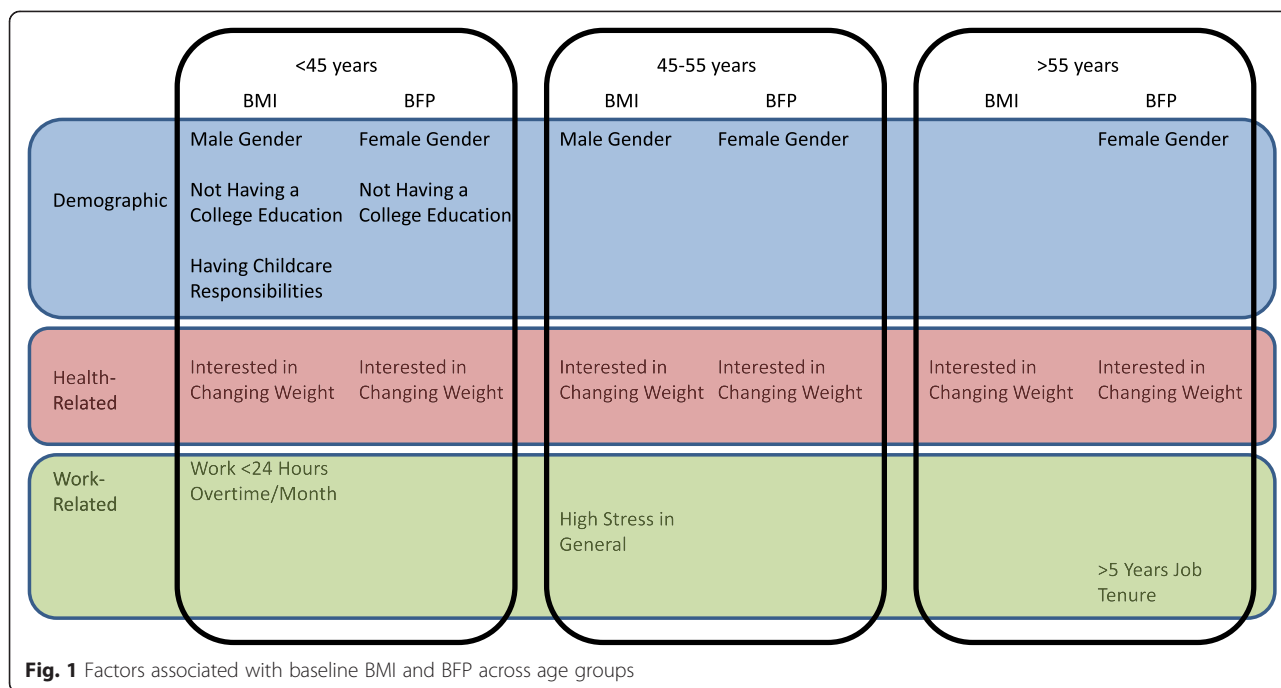 <45 years 45-55 years >55 years
BMI BFP BMI BFP BMI BFP
Male Gender Female Gender Male Gender Female Gender Female Gender
Demographic
Not Having a Not Having a
College Education College Education
Having Childcare
Responsibilities
Health-
Related
Interested in Interested in Interested in Interested in Interested in Interested in
Changing Weight Changing Weight Changing Weight Changing Weight Changing Weight Changing Weight
Work-
Related
Work <24 Hours
Overtime/Month
High Stress in
General
>5 Years Job
Tenure
Fig. 1 Factors associated with baseline BMI and BFP across age groups